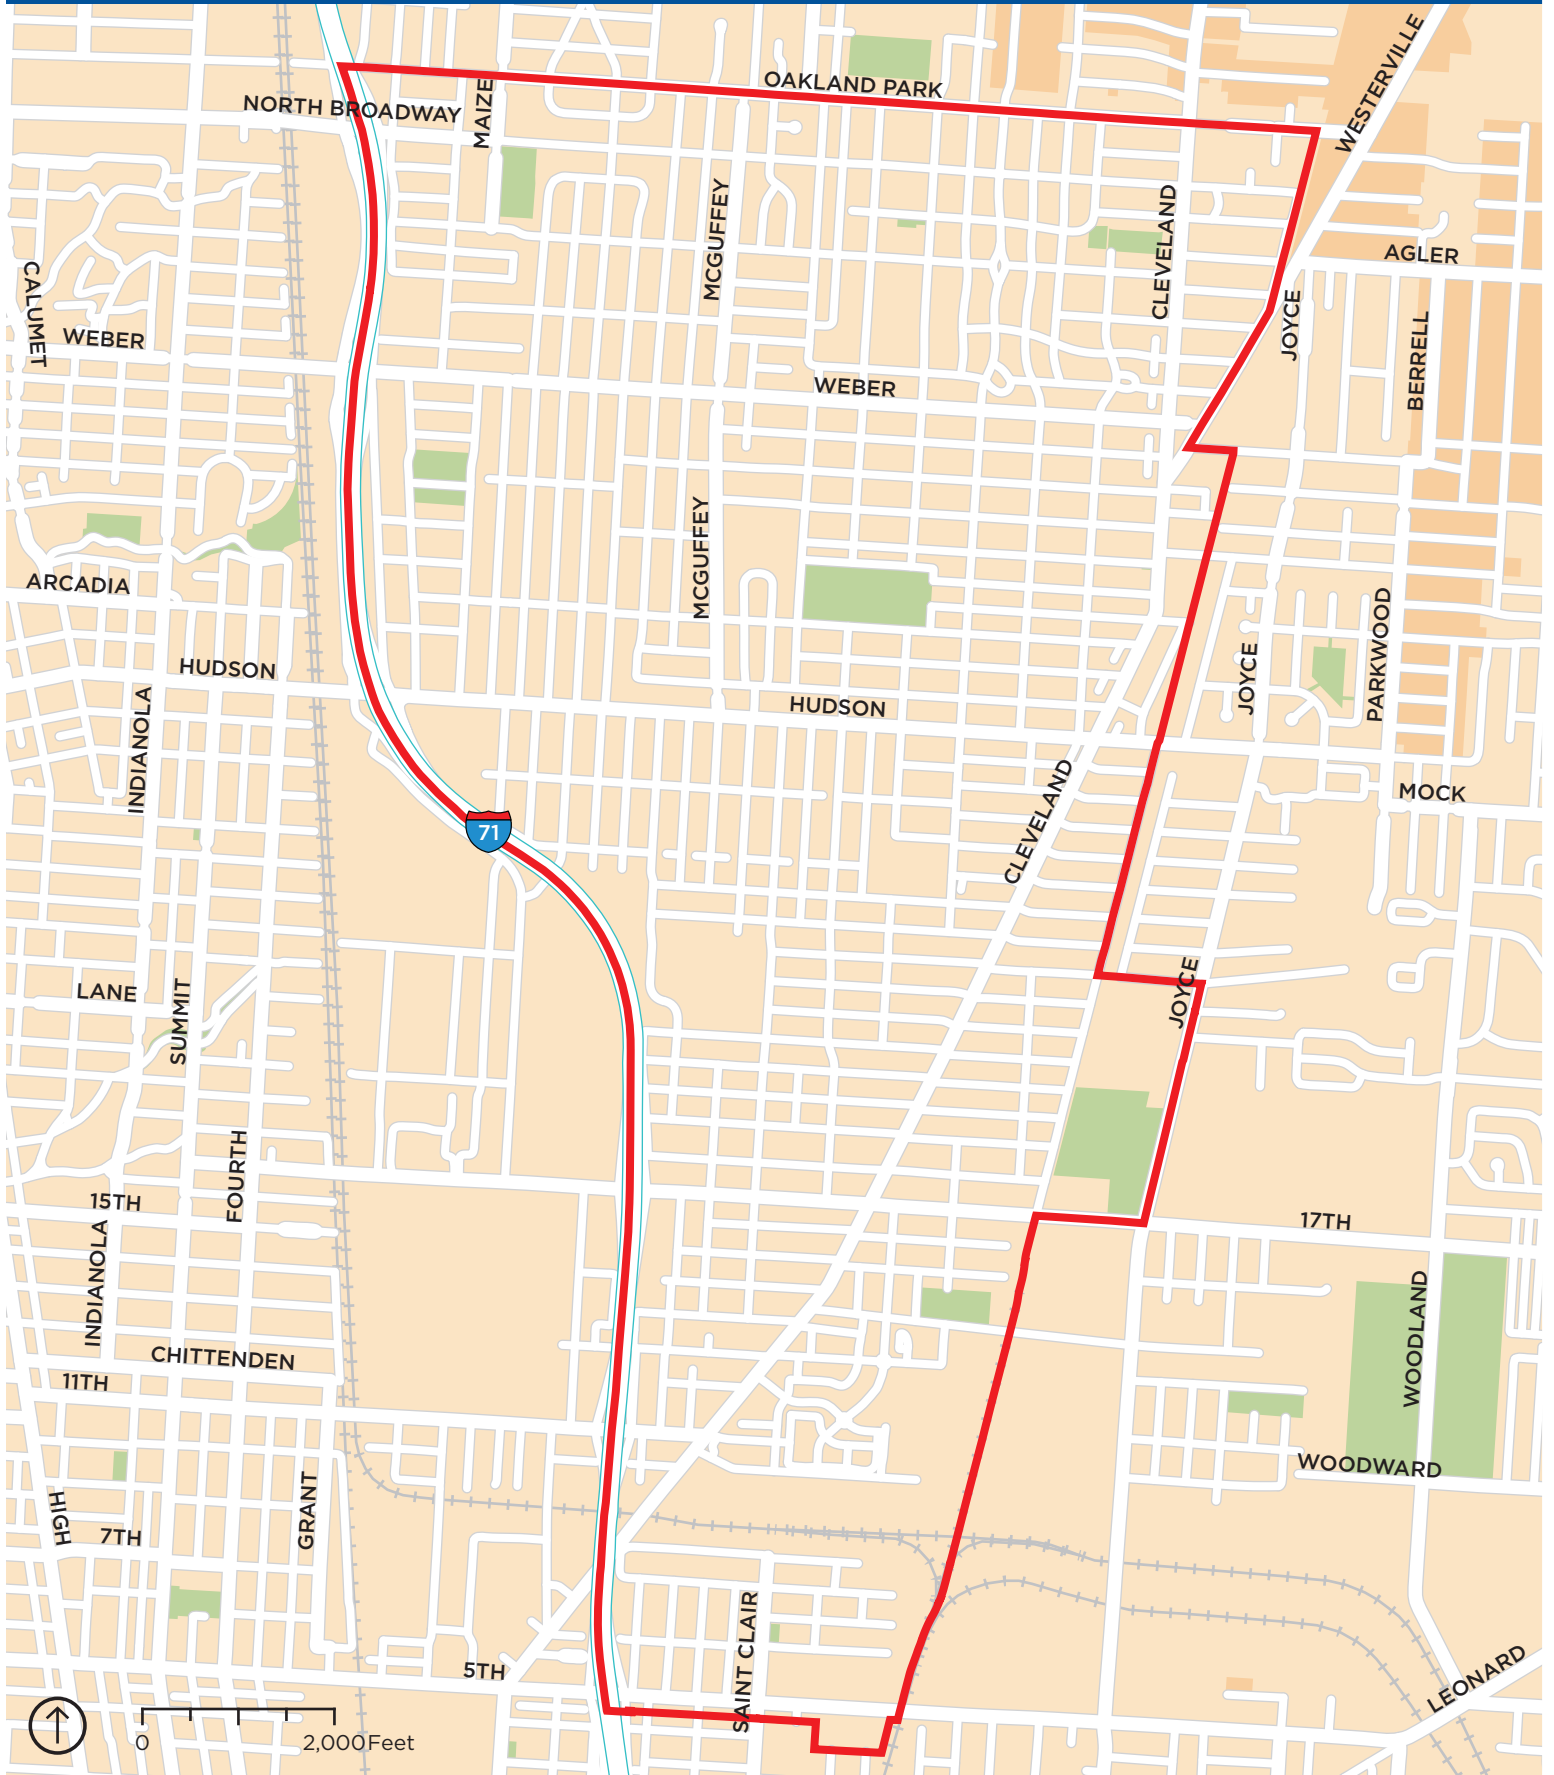 WESTERVILLE
OAKLAND PARK
NORTH BROADWAY
MAIZE
MCGUFFEY
CLEVELAND
AGLER
CALUMET
JOYCE
BERRELL
WEBER
WEBER
MCGUFFEY
ARCADIA
PARKWOOD
HUDSON
JOYCE
INDIANOLA
HUDSON
CLEVELAND
MOCK
71
JOYCE
LANE
SUMMIT
FOURTH
15TH
17TH
INDIANOLA
WOODLAND
CHITTENDEN
11TH
WOODWARD
GRANT
HIGH
7TH
SAINT CLAIR
5TH
LEONARD
0
2,000 Feet